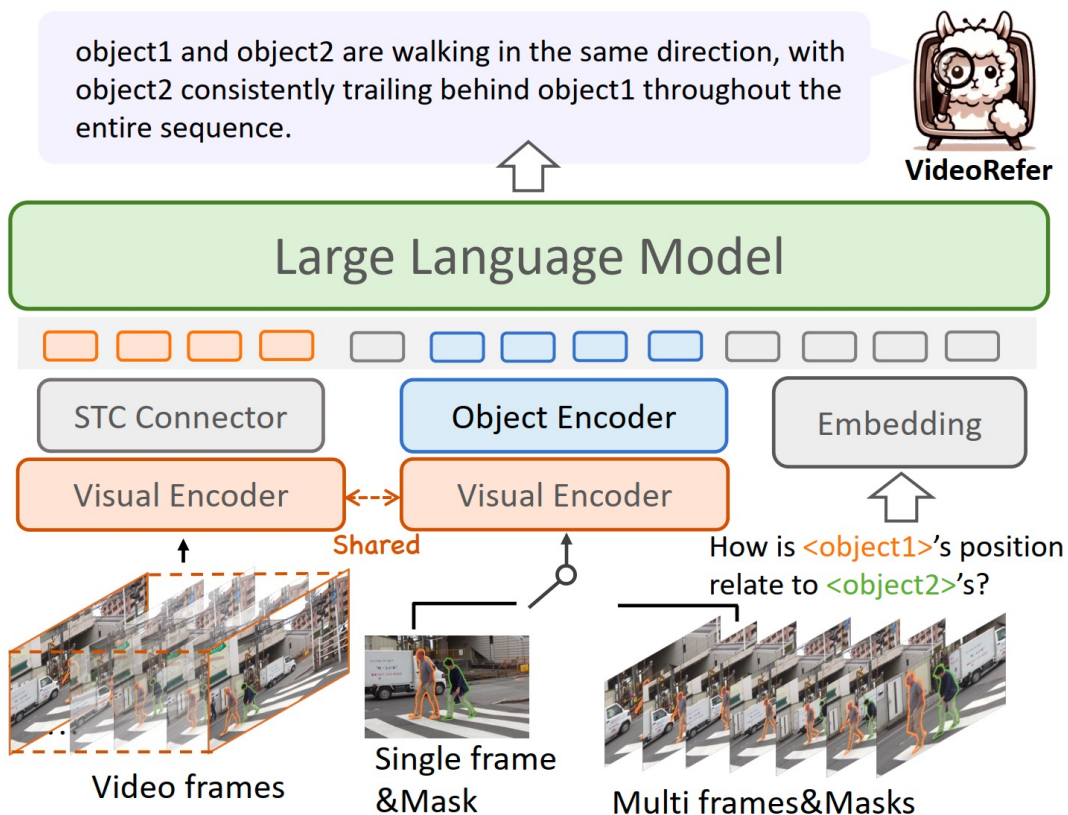 object1 and object2 are walking in the same direction, with
object2 consistently trailing behind object1 throughout the
entire sequence.
VideoRefer
Large Language Model
STC Connector
Object Encoder
Embedding
Visual Encoder
Visual Encoder
Shared
How is <object1>'s position
relate to <object2>'s?
...
Video frames
Single frame
&Mask
Multi frames&Masks